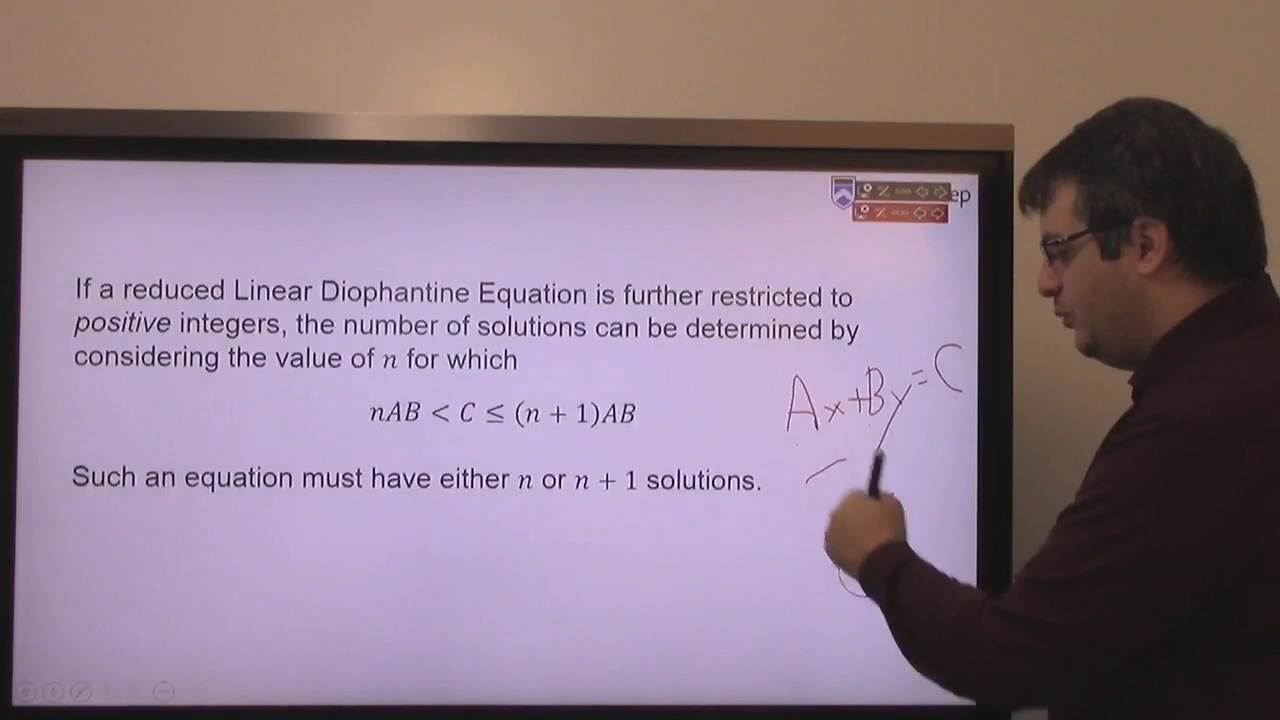 ep
If a reduced Linear Diophantine Equation is further restricted to
positive integers, the number of solutions can be determined by
considering the value of n for which
nAB < C ≤ (n + 1)AB
Ax+By=C
Such an equation must have either n or n + 1 solutions.